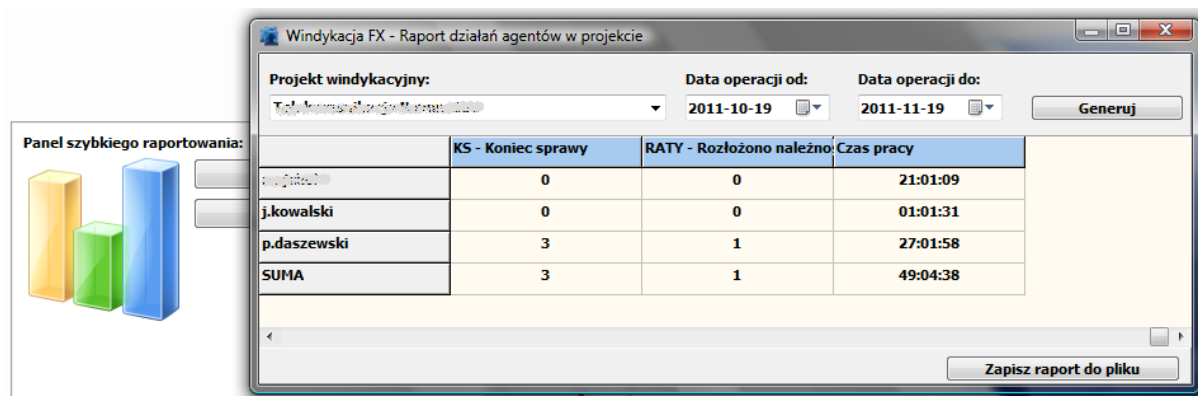 Windykacja FX - Raport działań agentów w projekcie
Projekt windykacyjny: Data operacji od: Data operacji do:
2011-10-19 2011-11-19 Generuj
Panel szybkiego raportowania:
KS - Koniec sprawy RATY - Rozłożono należno Czas pracy
0 0 21:01:09
j.kowalski 0 0 01:01:31
p.daszewski 3 1 27:01:58
SUMA 3 1 49:04:38
Zapisz raport do pliku